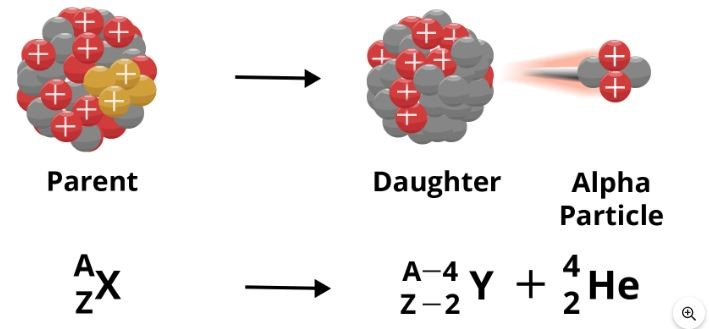 Parent
Daughter
Alpha
Particle
A
Z X
A−4
Z−2 Y + 4
2 He